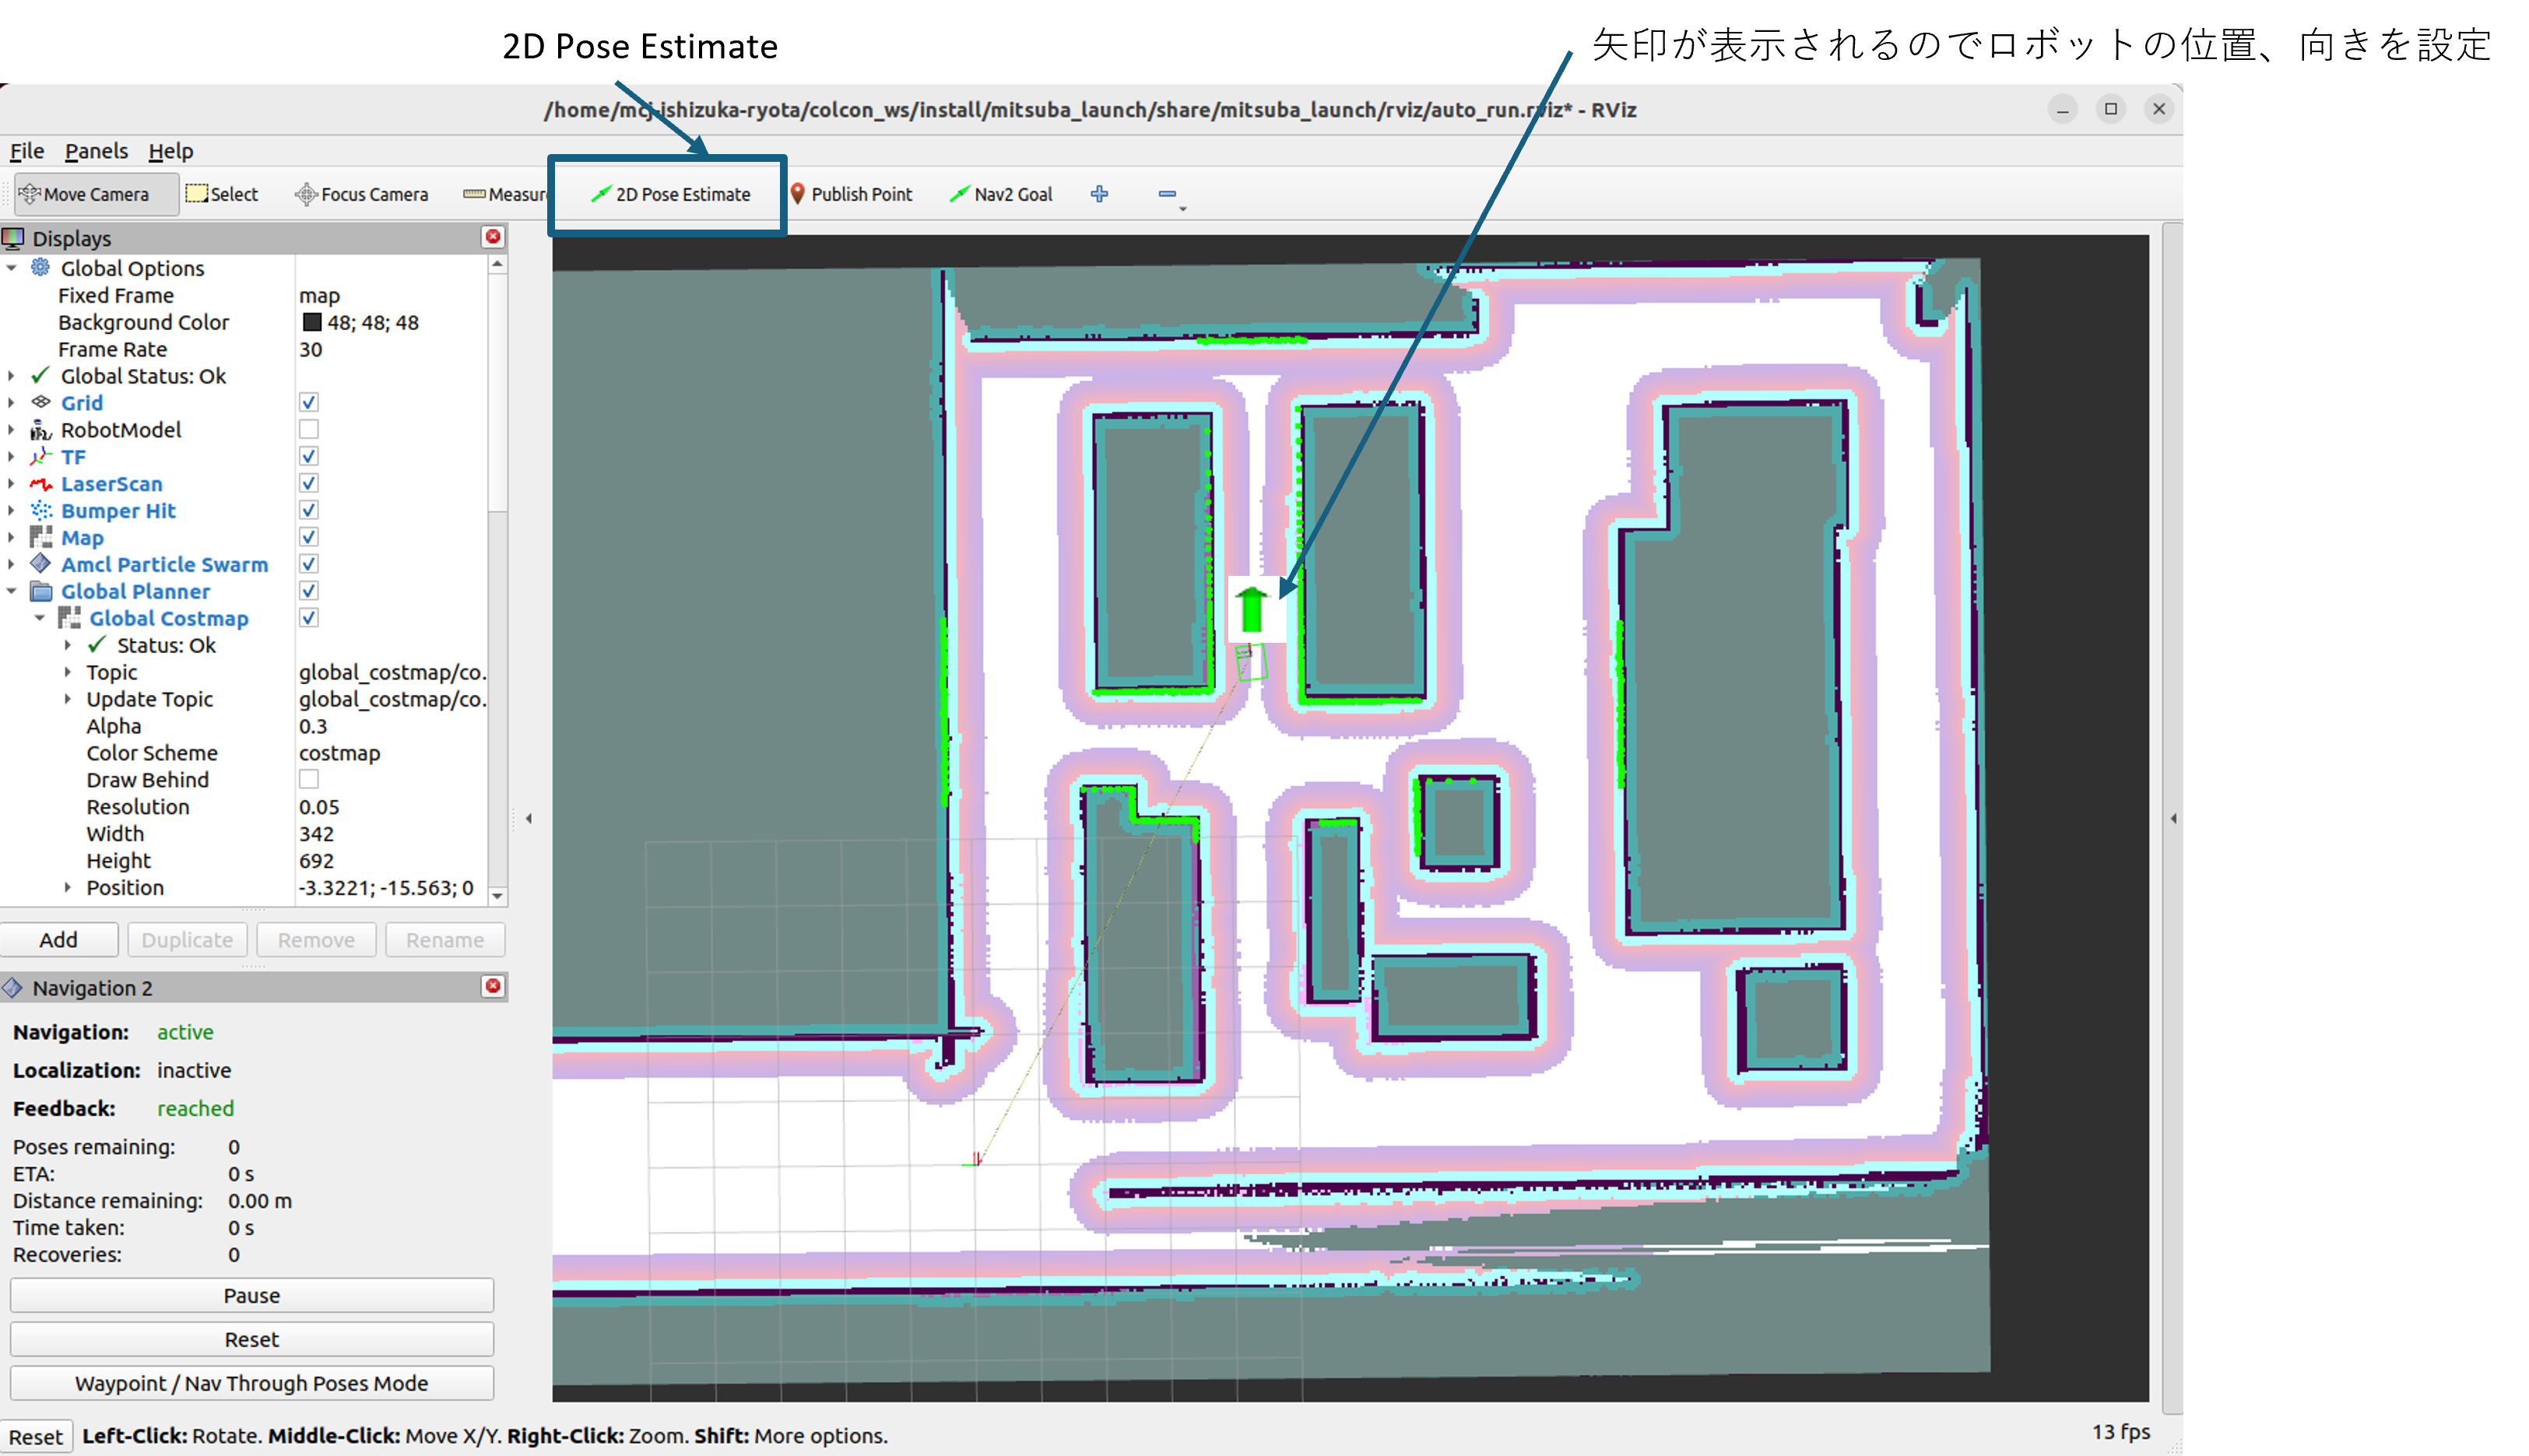 2D Pose Estimate
矢印が表示されるのでロボットの位置、向きを設定
/home/mcj-ishizuka-ryota/colcon_ws/install/mitsuba_launch/share/mitsuba_launch/rviz/auto_run.rviz* - RViz
File Panels Help
Move Camera Select Focus Camera Measur 2D Pose Estimate Publish Point Nav2 Goal
Displays
Global Options
Fixed Frame map
Background Color 48; 48; 48
Frame Rate 30
Global Status: Ok
Grid
RobotModel
TF
LaserScan
Bumper Hit
Map
Amcl Particle Swarm
Global Planner
Global Costmap
Status: Ok
Topic global_costmap/co.
Update Topic global_costmap/co.
Alpha 0.3
Color Scheme costmap
Draw Behind
Resolution 0.05
Width 342
Height 692
Position -3.3221; -15.563; 0
Add Duplicate Remove Rename
Navigation 2
Navigation: active
Localization: inactive
Feedback: reached
Poses remaining: 0
ETA: 0 s
Distance remaining: 0.00 m
Time taken: 0 s
Recoveries: 0
Pause
Reset
Waypoint / Nav Through Poses Mode
Reset Left-Click: Rotate. Middle-Click: Move X/Y. Right-Click: Zoom. Shift: More options. 13 fps